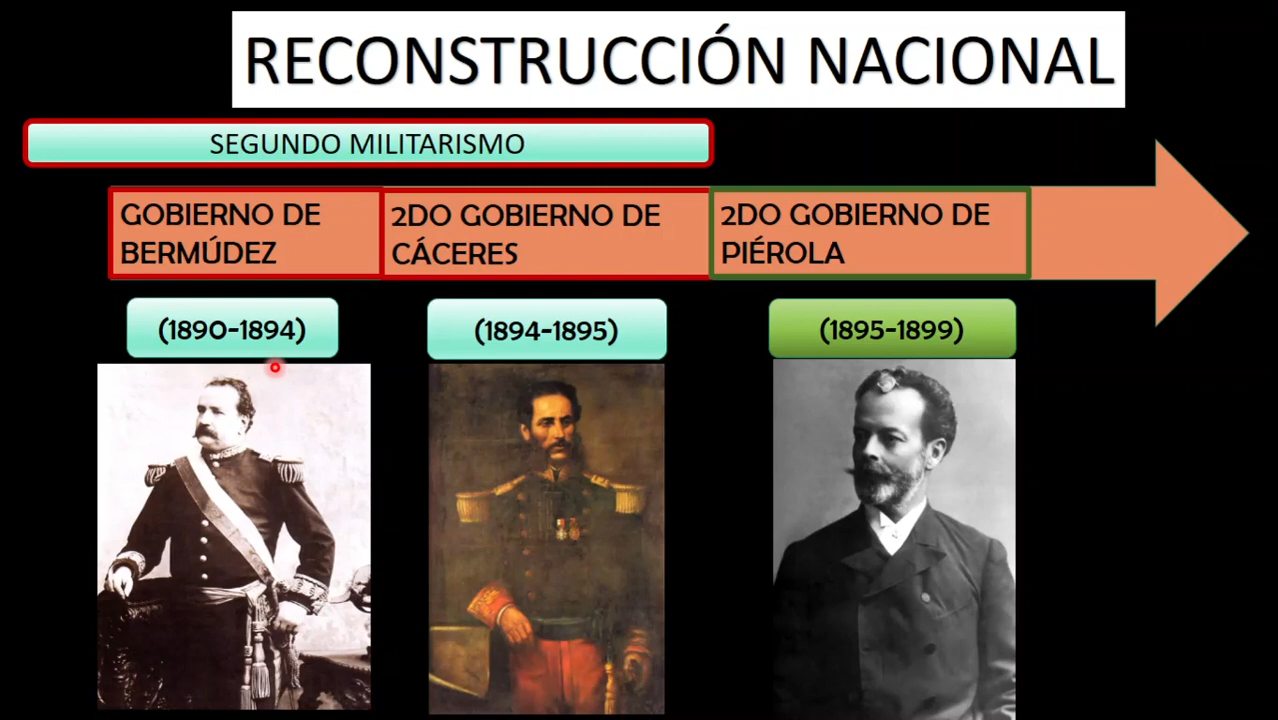 RECONSTRUCCIÓN NACIONAL
SEGUNDO MILITARISMO
GOBIERNO DE
BERMÚDEZ
2DO GOBIERNO DE
CÁCERES
2DO GOBIERNO DE
PIÉROLA
(1890-1894)
(1894-1895)
(1895-1899)